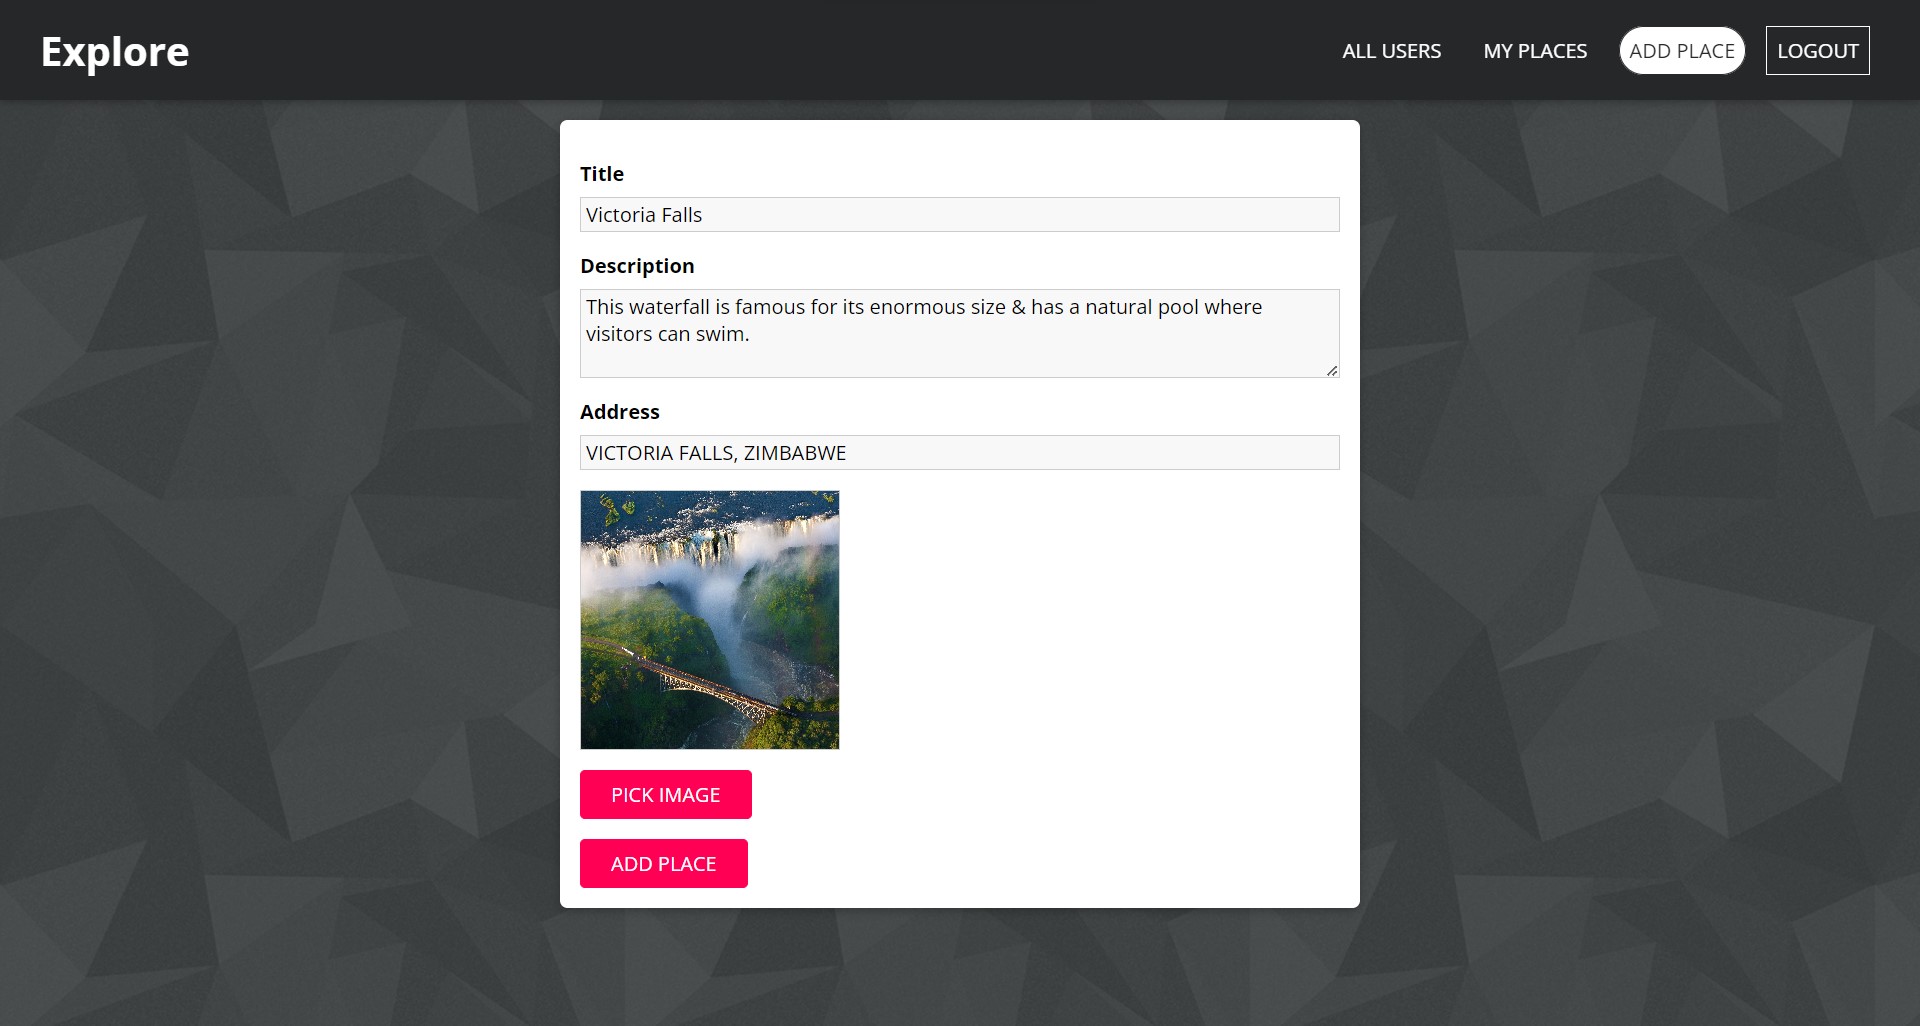 Explore
ALL USERS
MY PLACES
ADD PLACE
LOGOUT
Title
Victoria Falls
Description
This waterfall is famous for its enormous size & has a natural pool where
visitors can swim.
Address
VICTORIA FALLS, ZIMBABWE
PICK IMAGE
ADD PLACE